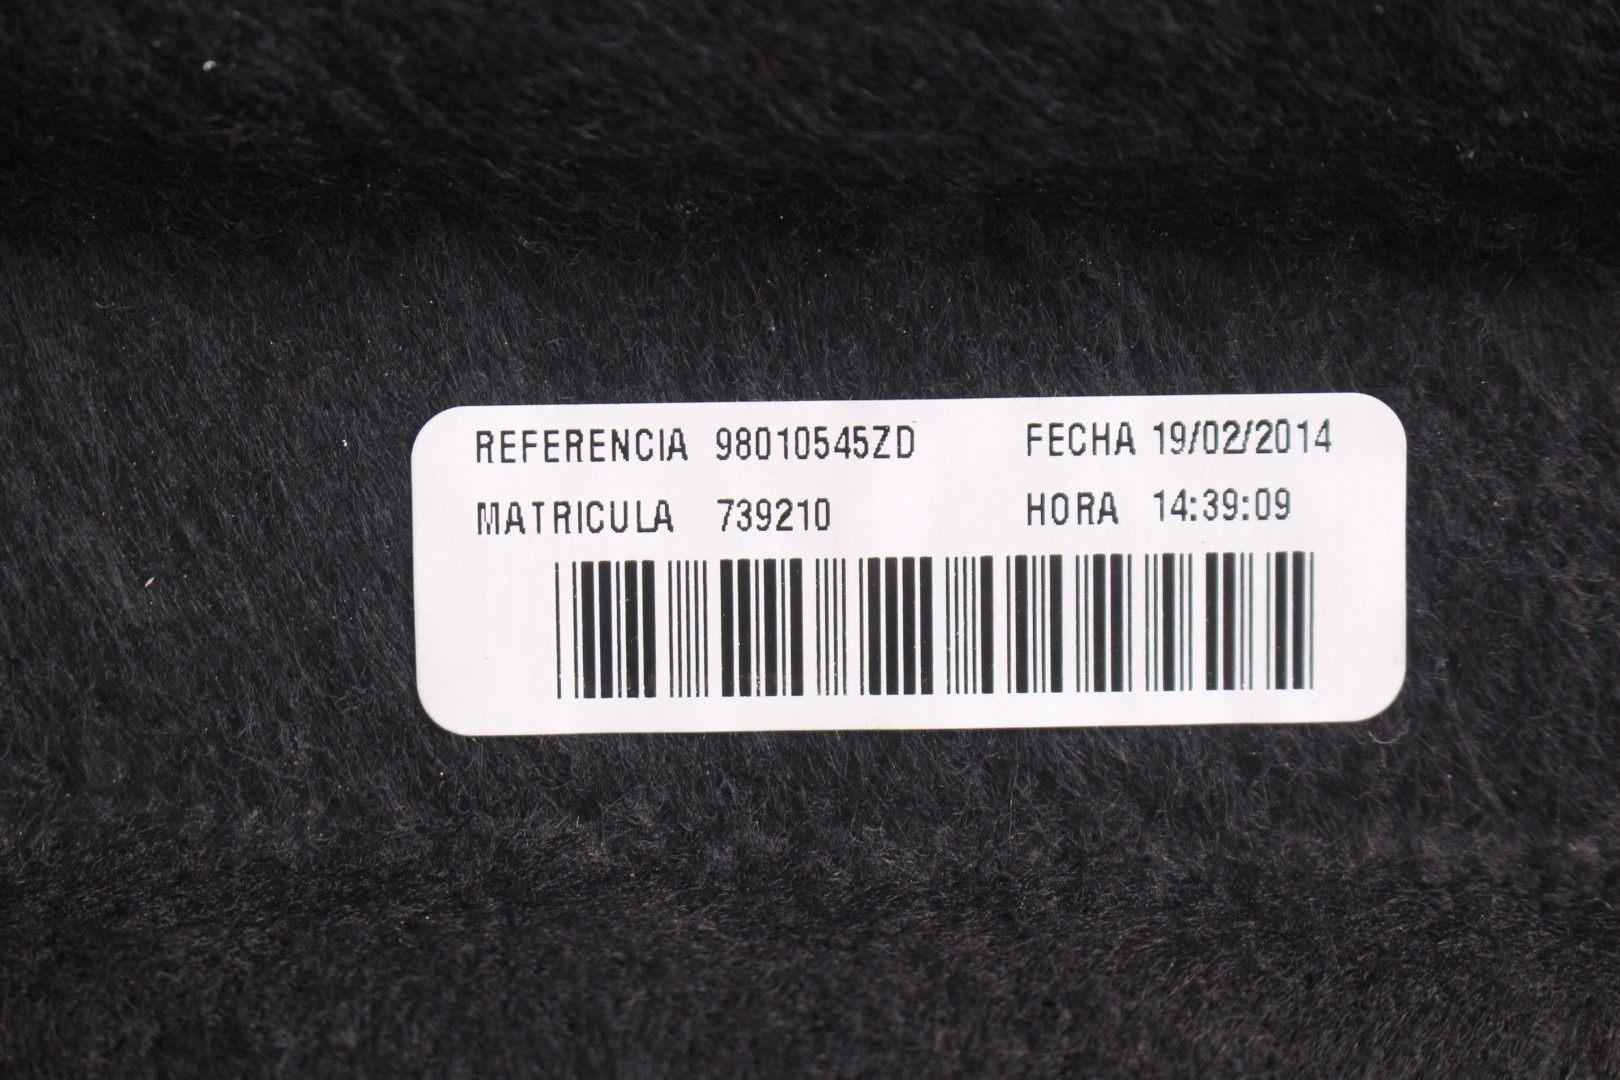 REFERENCIA 98010545ZD FECHA 19/02/2014
MATRICULA 739210 HORA 14:39:09